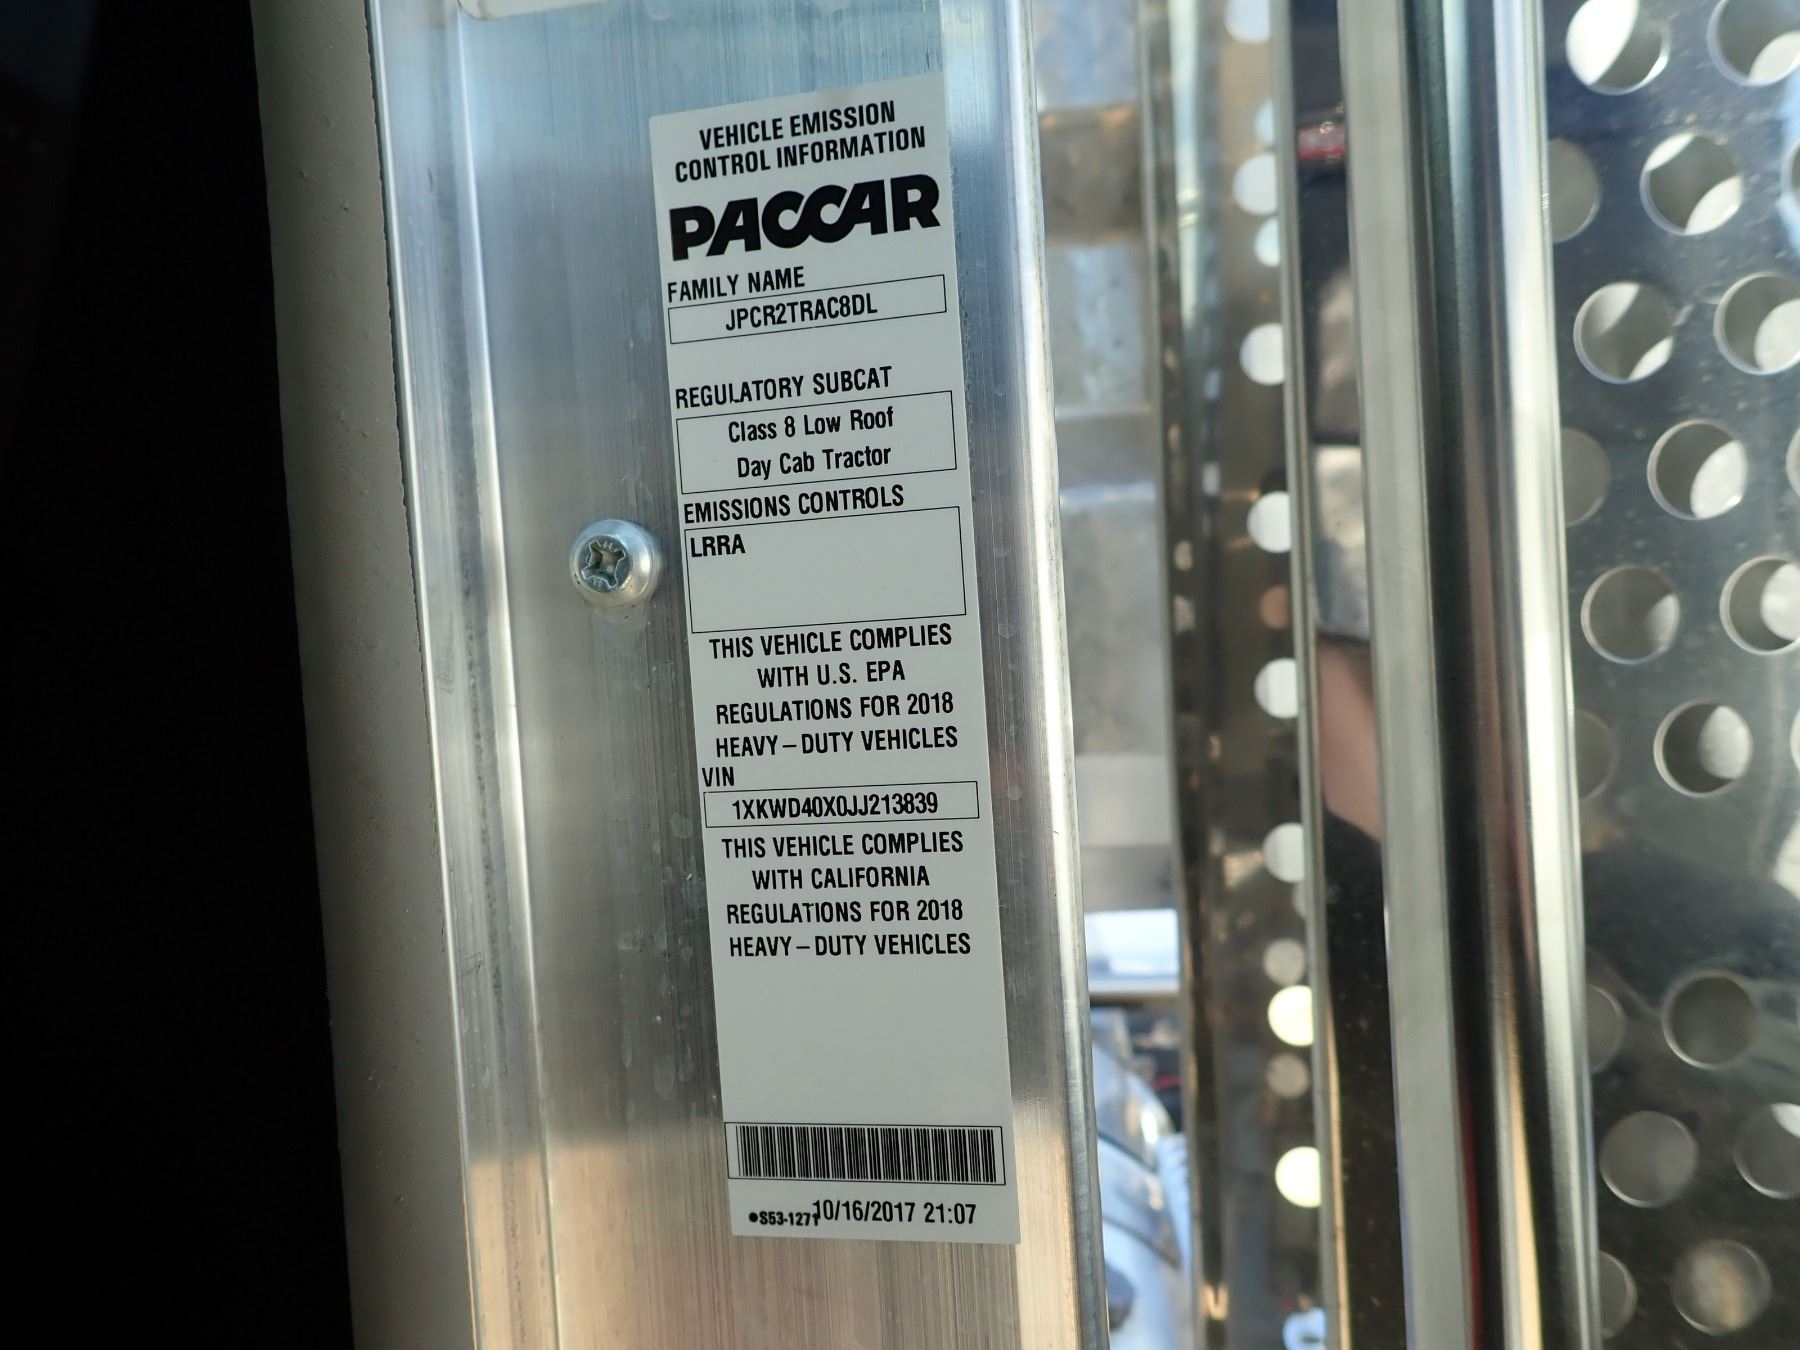 VEHICLE EMISSION
CONTROL INFORMATION
PACCAR
FAMILY NAME
JPCR2TRAC8DL
REGULATORY SUBCAT
Class 8 Low Roof
Day Cab Tractor
EMISSIONS CONTROLS
LRRA
THIS VEHICLE COMPLIES
WITH U.S. EPA
REGULATIONS FOR 2018
HEAVY–DUTY VEHICLES
VIN
1XKWD40X0JJ213839
THIS VEHICLE COMPLIES
WITH CALIFORNIA
REGULATIONS FOR 2018
HEAVY–DUTY VEHICLES
●S53-1271 10/16/2017 21:07